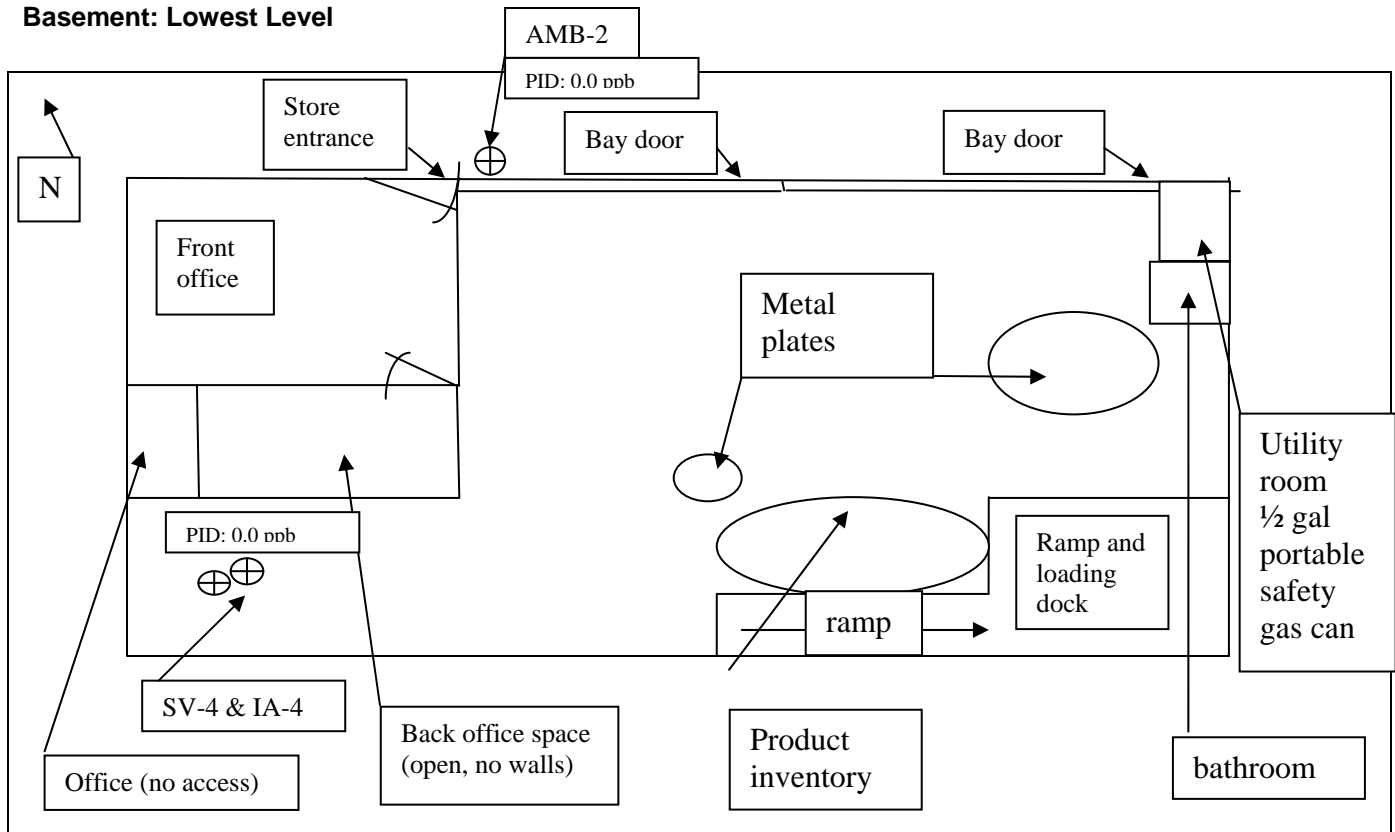 Basement: Lowest Level
AMB-2
PID: 0.0 ppb
Store
entrance
Bay door
Bay door
N
Front
office
Metal
plates
Utility
room
½ gal
portable
safety
gas can
PID: 0.0 ppb
Ramp and
loading
dock
ramp
SV-4 & IA-4
Back office space
(open, no walls)
Product
inventory
Office (no access)
bathroom